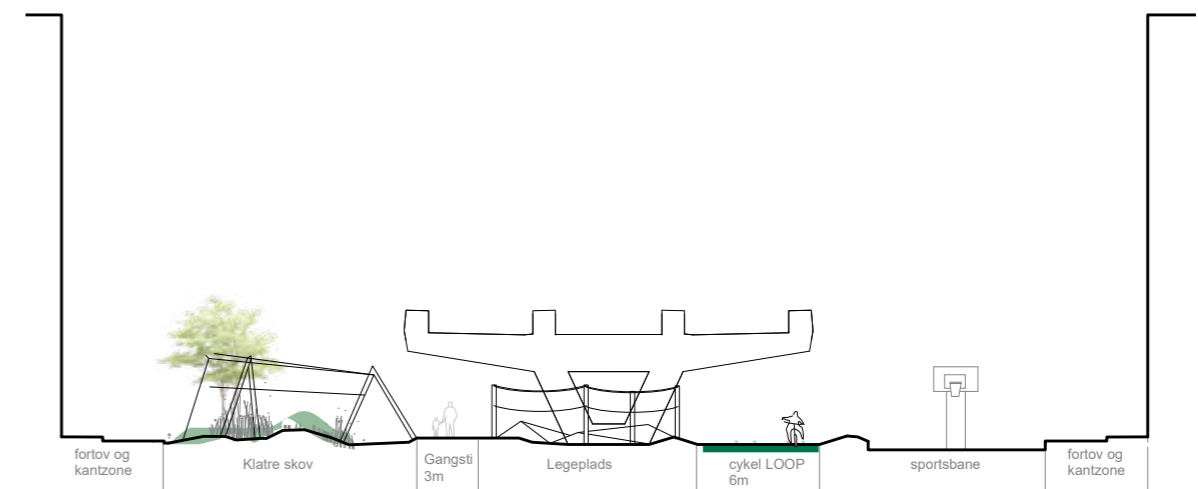 fortov og
kantzone
Klatre skov
Gangsti
3m
Legeplads
cykel LOOP
6m
sportsbane
fortov og
kantzone